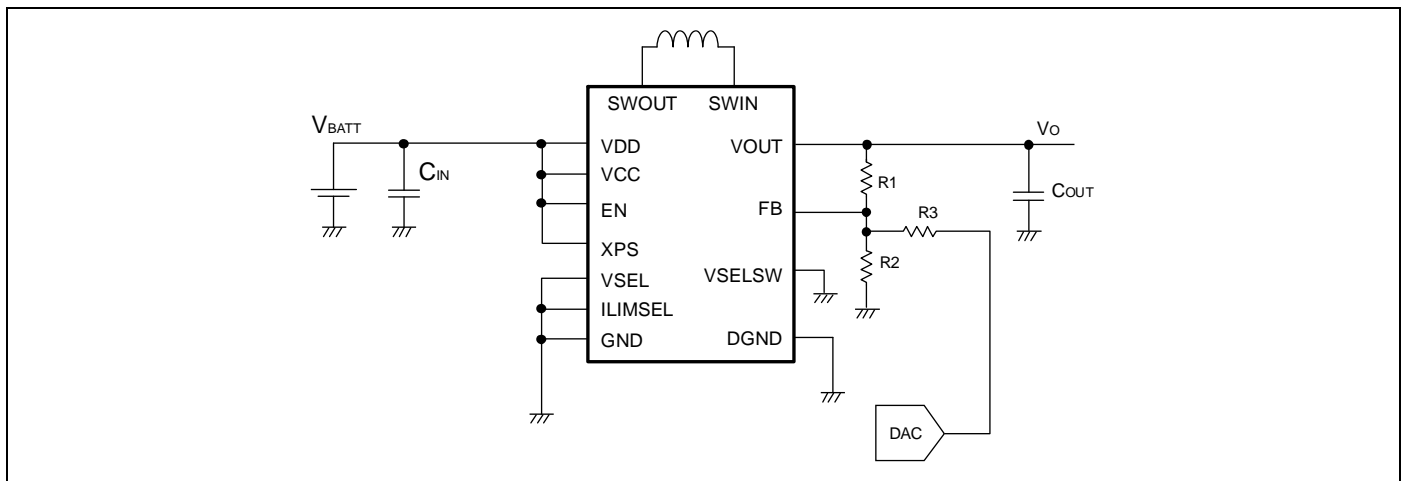 SWOUT SWIN
VBATT
CIN
VDD
VCC
EN
XPS
VSEL
ILIMSEL
GND
VOUT
FB
VSELSW
DGND
R1
R2
R3
VO
COUT
DAC